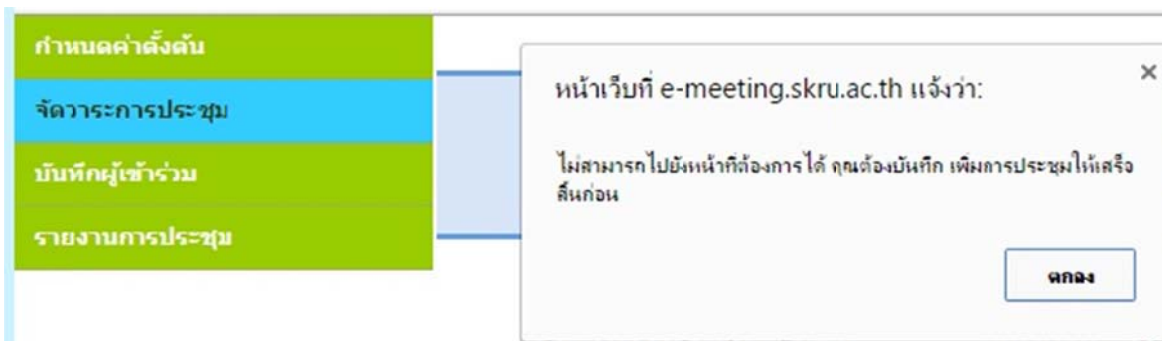 กำหนดค่าตั้งต้น
จัดวาระการประชุม
บันทึกผู้เข้าร่วม
รายงานการประชุม
หน้าเว็บที่ e-meeting.skru.ac.th แจ้งว่า:
ไม่สามารถไปยังหน้าที่ต้องการได้ คุณต้องบันทึก เพิ่มการประชุมให้เสร็จ
สิ้นก่อน
ตกลง